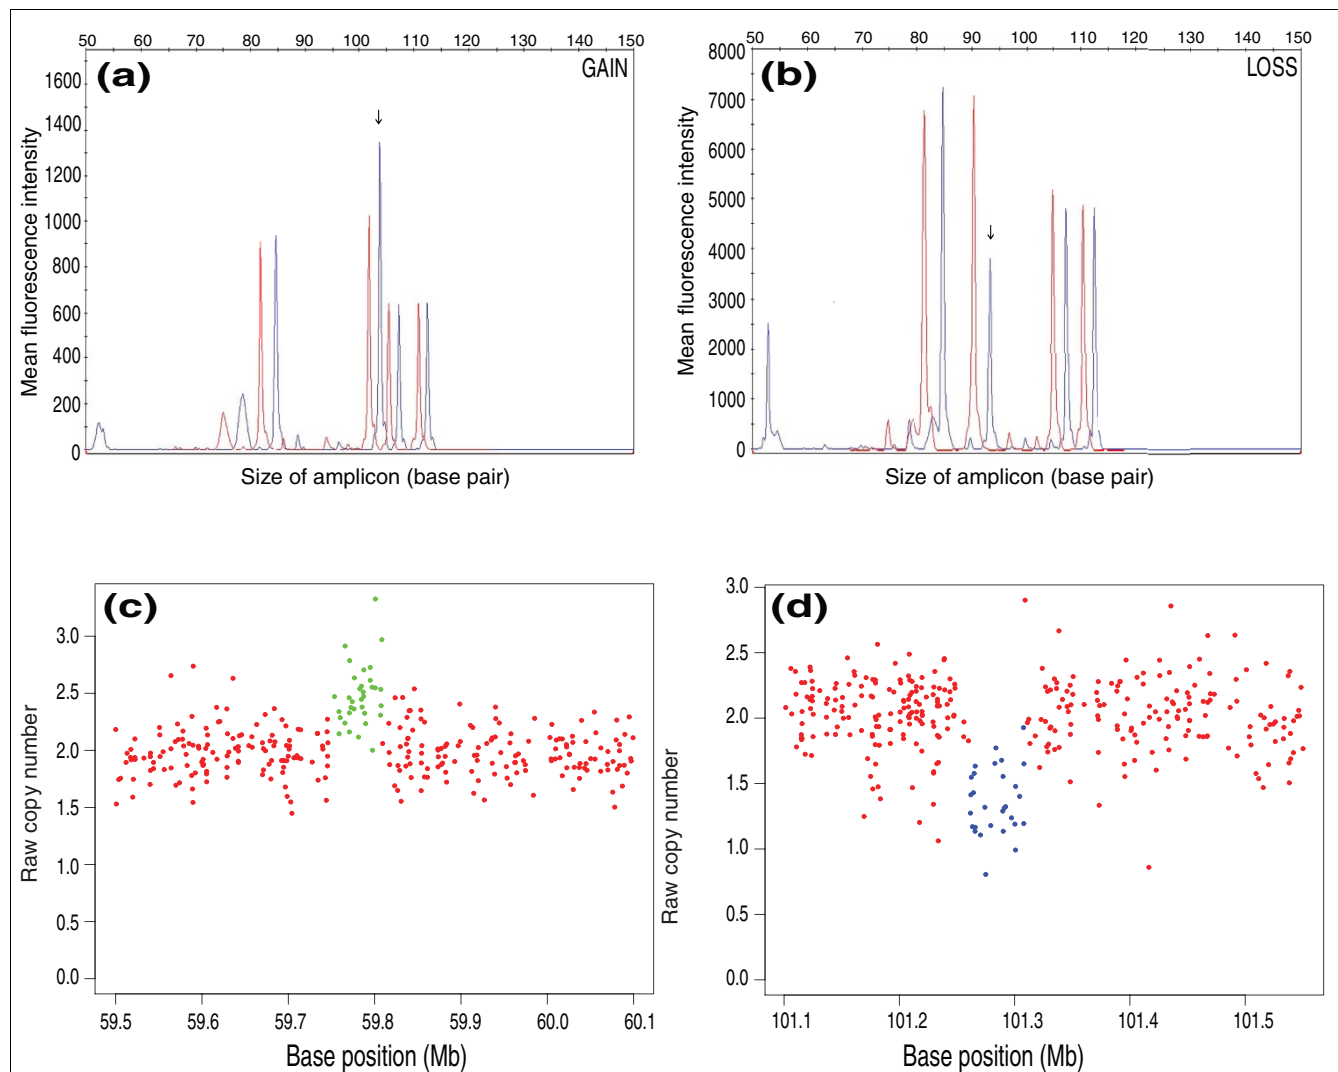 50 60 70 80 90 100 110 120 130 140 150
(a) GAIN
1600
1400
1200
1000
800
600
400
200
0
Mean fluorescence intensity
Size of amplicon (base pair)
50 60 70 80 90 100 110 120 130 140 150
(b) LOSS
8000
7000
6000
5000
4000
3000
2000
1000
0
Mean fluorescence intensity
Size of amplicon (base pair)
(c)
3.0
2.5
2.0
1.5
1.0
0.5
0.0
Raw copy number
59.5 59.6 59.7 59.8 59.9 60.0 60.1
Base position (Mb)
(d)
3.0
2.5
2.0
1.5
1.0
0.5
0.0
Raw copy number
101.1 101.2 101.3 101.4 101.5
Base position (Mb)